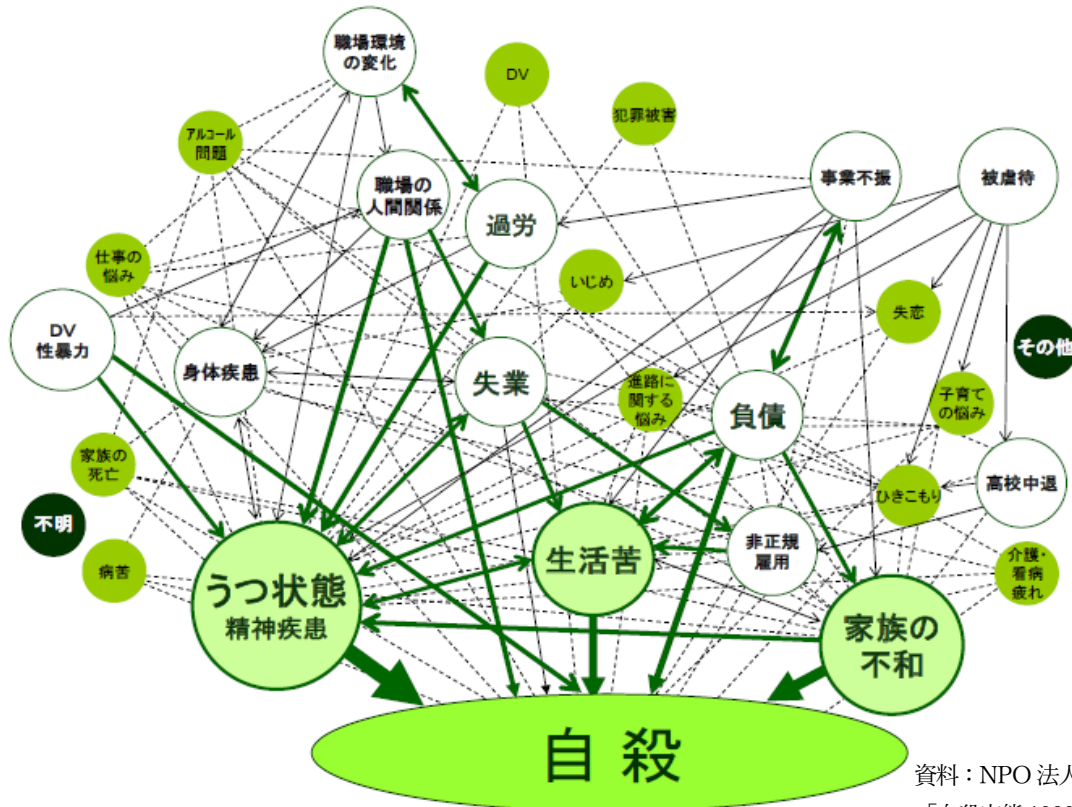 職場環境
の変化
DV
犯罪被害
アルコール
問題
職場の
人間関係
過労
事業不振
被虐待
仕事の
悩み
いじめ
失恋
DV
性暴力
その他
身体疾患
失業
進路に
関する
悩み
負債
子育て
の悩み
家族の
死亡
ひきこもり
高校中退
不明
病苦
うつ状態
精神疾患
生活苦
非正規
雇用
介護・
看病
疲れ
家族の
不和
自殺
資料：NPO 法人